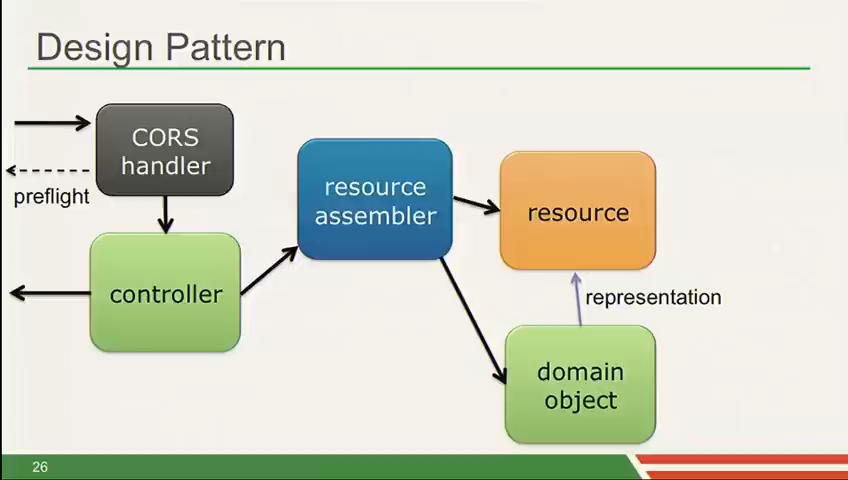 Design Pattern
CORS
handler
preflight
controller
resource
assembler
resource
representation
domain
object
26